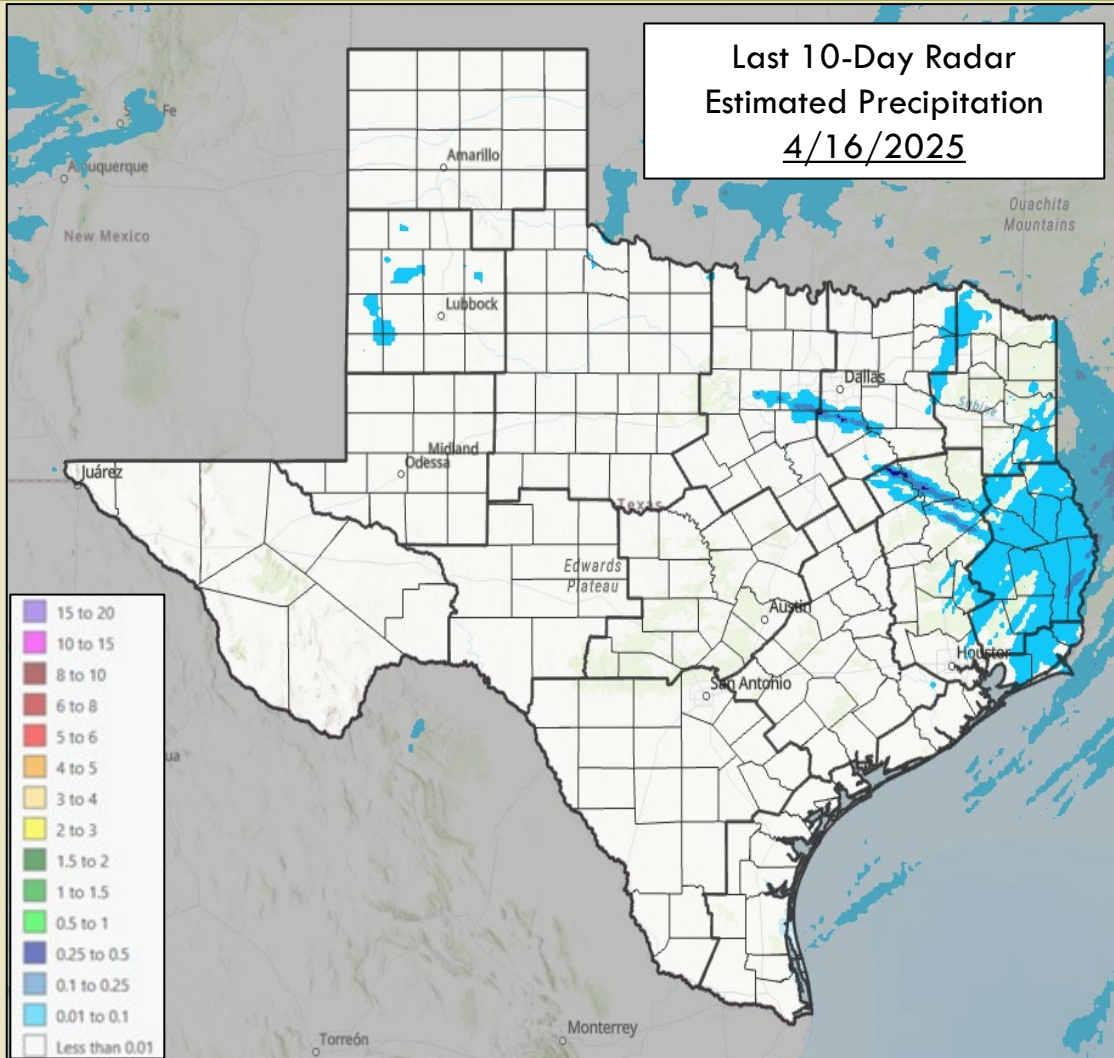 Last 10-Day Radar
Estimated Precipitation
4/16/2025
Fe
Albuquerque
New Mexico
Amarillo
Ouachita
Mountains
Lubbock
Dallas
Sabine
Midland
Odessa
Juárez
Texas
Edwards
Plateau
Austin
Houston
San Antonio
ua
15 to 20
10 to 15
8 to 10
6 to 8
5 to 6
4 to 5
3 to 4
2 to 3
1.5 to 2
1 to 1.5
0.5 to 1
0.25 to 0.5
0.1 to 0.25
0.01 to 0.1
Less than 0.01
Torreón
Monterrey